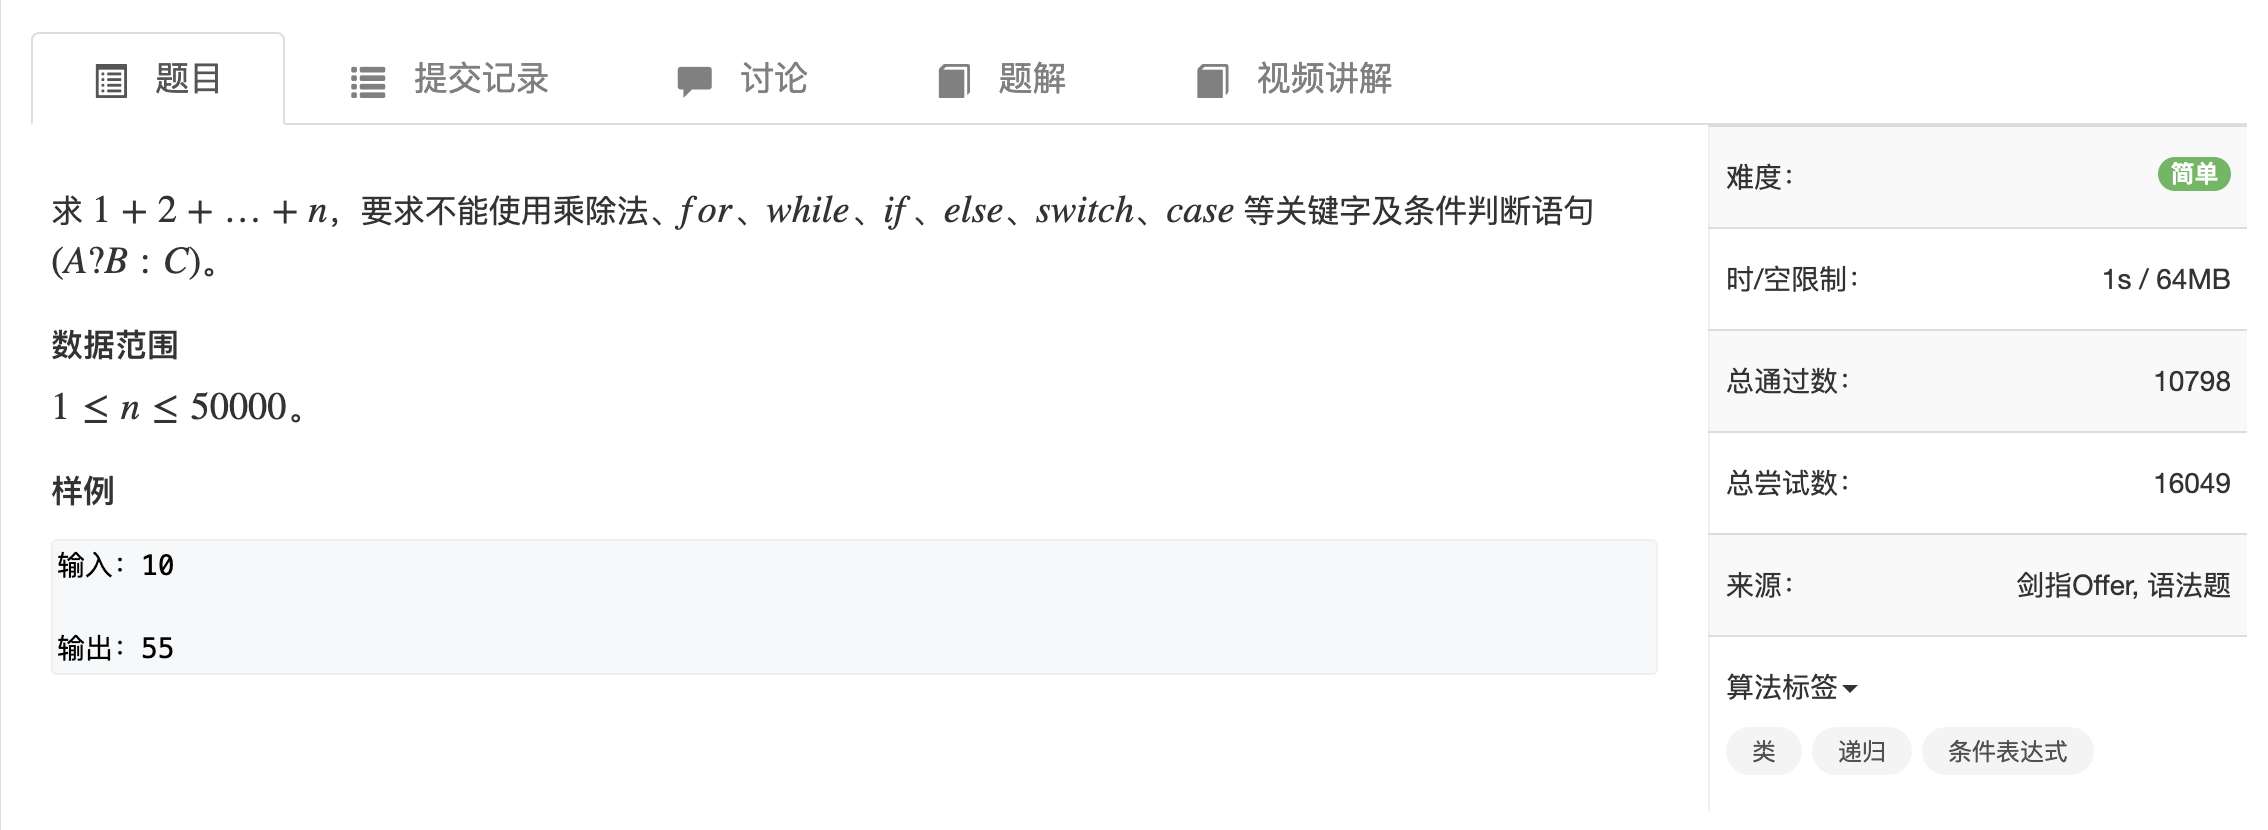 题目
提交记录
讨论
题解
视频讲解
求 1 + 2 + … + n，要求不能使用乘除法、for、while、if、else、switch、case 等关键字及条件判断语句
(A?B : C)。
数据范围
1 ≤ n ≤ 50000。
样例
输入：10
输出：55
难度：
简单
时/空限制：
1s / 64MB
总通过数：
10798
总尝试数：
16049
来源：
剑指Offer, 语法题
算法标签
类
递归
条件表达式